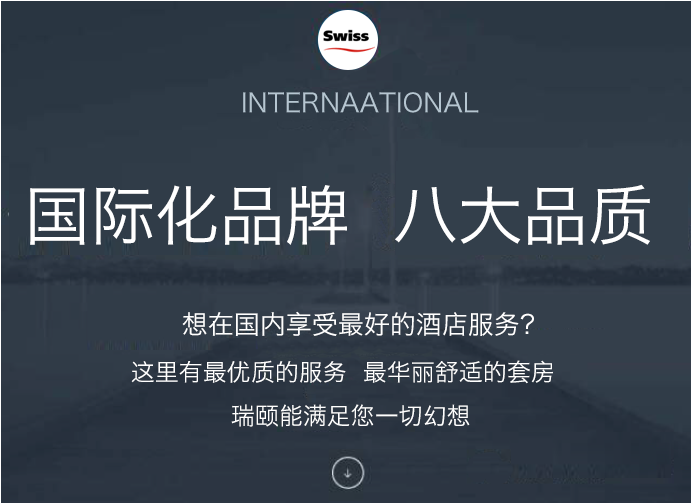 Swiss
INTERNAATIONAL
国际化品牌 八大品质
想在国内享受最好的酒店服务?
这里有最优质的服务 最华丽舒适的套房
瑞颐能满足您一切幻想